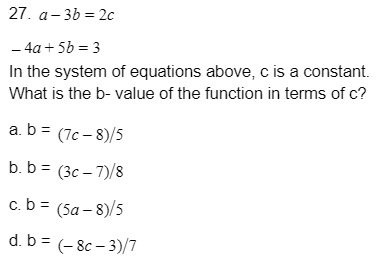 27. a – 3b = 2c
– 4a + 5b = 3
In the system of equations above, c is a constant.
What is the b- value of the function in terms of c?
a. b = (7c – 8)/5
b. b = (3c – 7)/8
c. b = (5a – 8)/5
d. b = (– 8c – 3)/7